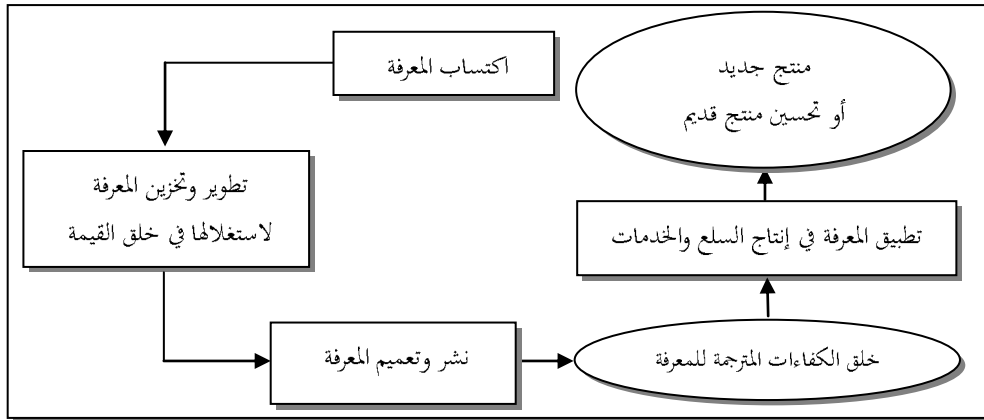 اكتساب المعرفة
تطوير وتخزين المعرفة
لاستغلالها في خلق القيمة
نشر وتعميم المعرفة
خلق الكفاءات المترجمة للمعرفة
تطبيق المعرفة في إنتاج السلع والخدمات
منتج جديد
أو تحسين منتج قديم